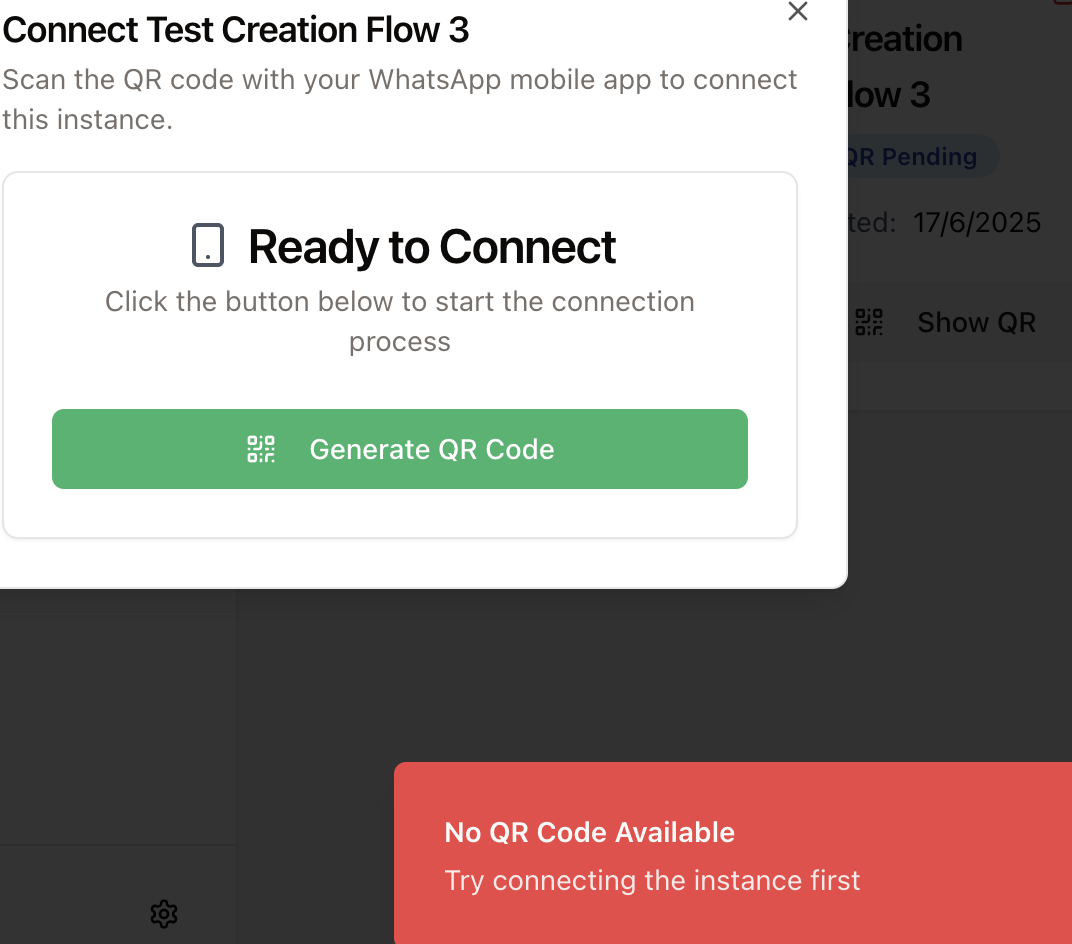 Connect Test Creation Flow 3
Scan the QR code with your WhatsApp mobile app to connect
this instance.
Ready to Connect
Click the button below to start the connection
process
Generate QR Code
Creation
Flow 3
QR Pending
ted: 17/6/2025
Show QR
No QR Code Available
Try connecting the instance first